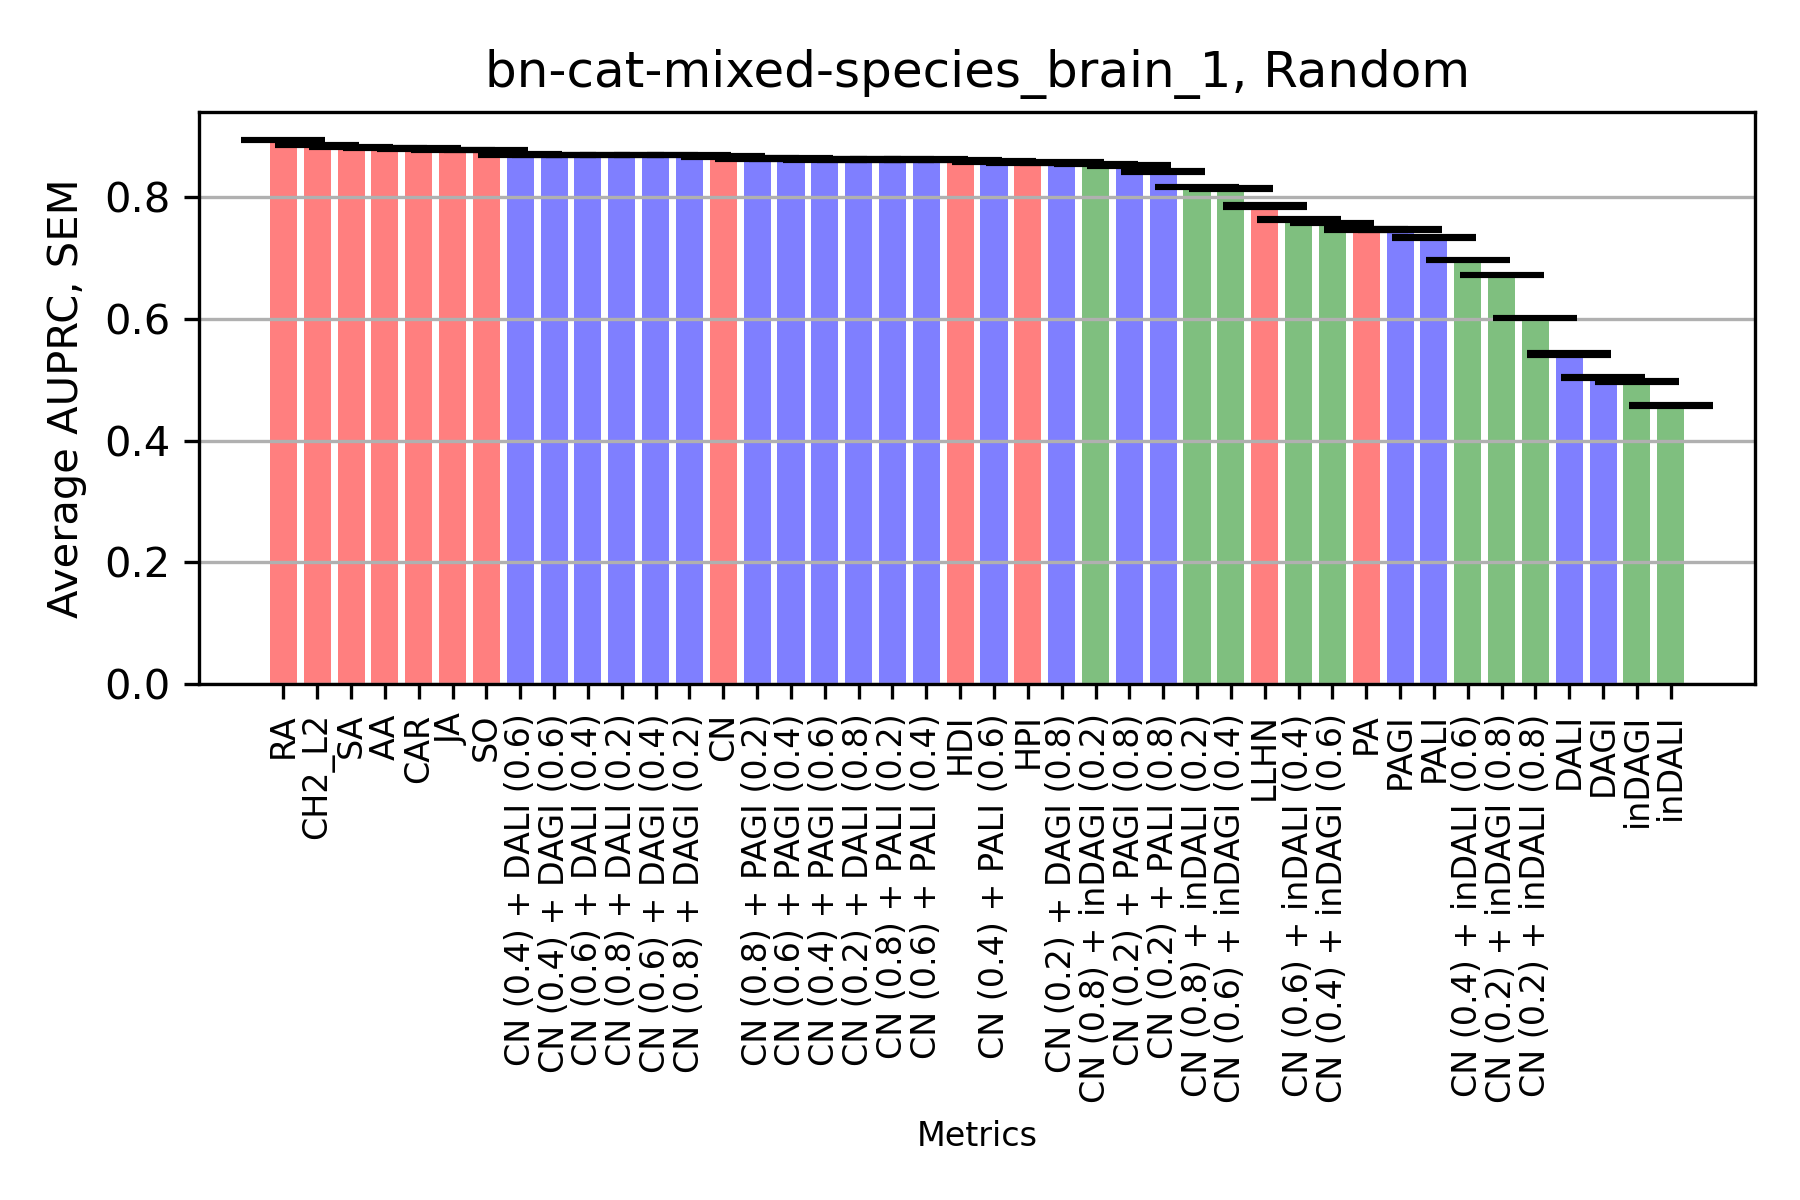 bn-cat-mixed-species_brain_1, Random
Average AUPRC, SEM
0.8
0.6
0.4
0.2
0.0
RA
CH2_L2
SA
AA
CAR
JA
SO
CN (0.4) + DALI (0.6)
CN (0.4) + DAGI (0.6)
CN (0.6) + DALI (0.4)
CN (0.8) + DALI (0.2)
CN (0.6) + DAGI (0.4)
CN (0.8) + DAGI (0.2)
CN
CN (0.8) + PAGI (0.2)
CN (0.6) + PAGI (0.4)
CN (0.4) + PAGI (0.6)
CN (0.2) + DALI (0.8)
CN (0.8) + PALI (0.2)
CN (0.6) + PALI (0.4)
HDI
CN (0.4) + PALI (0.6)
HPI
CN (0.2) + DAGI (0.8)
CN (0.8) + inDAGI (0.2)
CN (0.2) + PAGI (0.8)
CN (0.2) + PALI (0.8)
CN (0.8) + inDALI (0.2)
CN (0.6) + inDAGI (0.4)
LLHN
CN (0.6) + inDALI (0.4)
CN (0.4) + inDAGI (0.6)
PA
PAGI
PALI
CN (0.4) + inDALI (0.6)
CN (0.2) + inDAGI (0.8)
CN (0.2) + inDALI (0.8)
DALI
DAGI
inDAGI
inDALI
Metrics